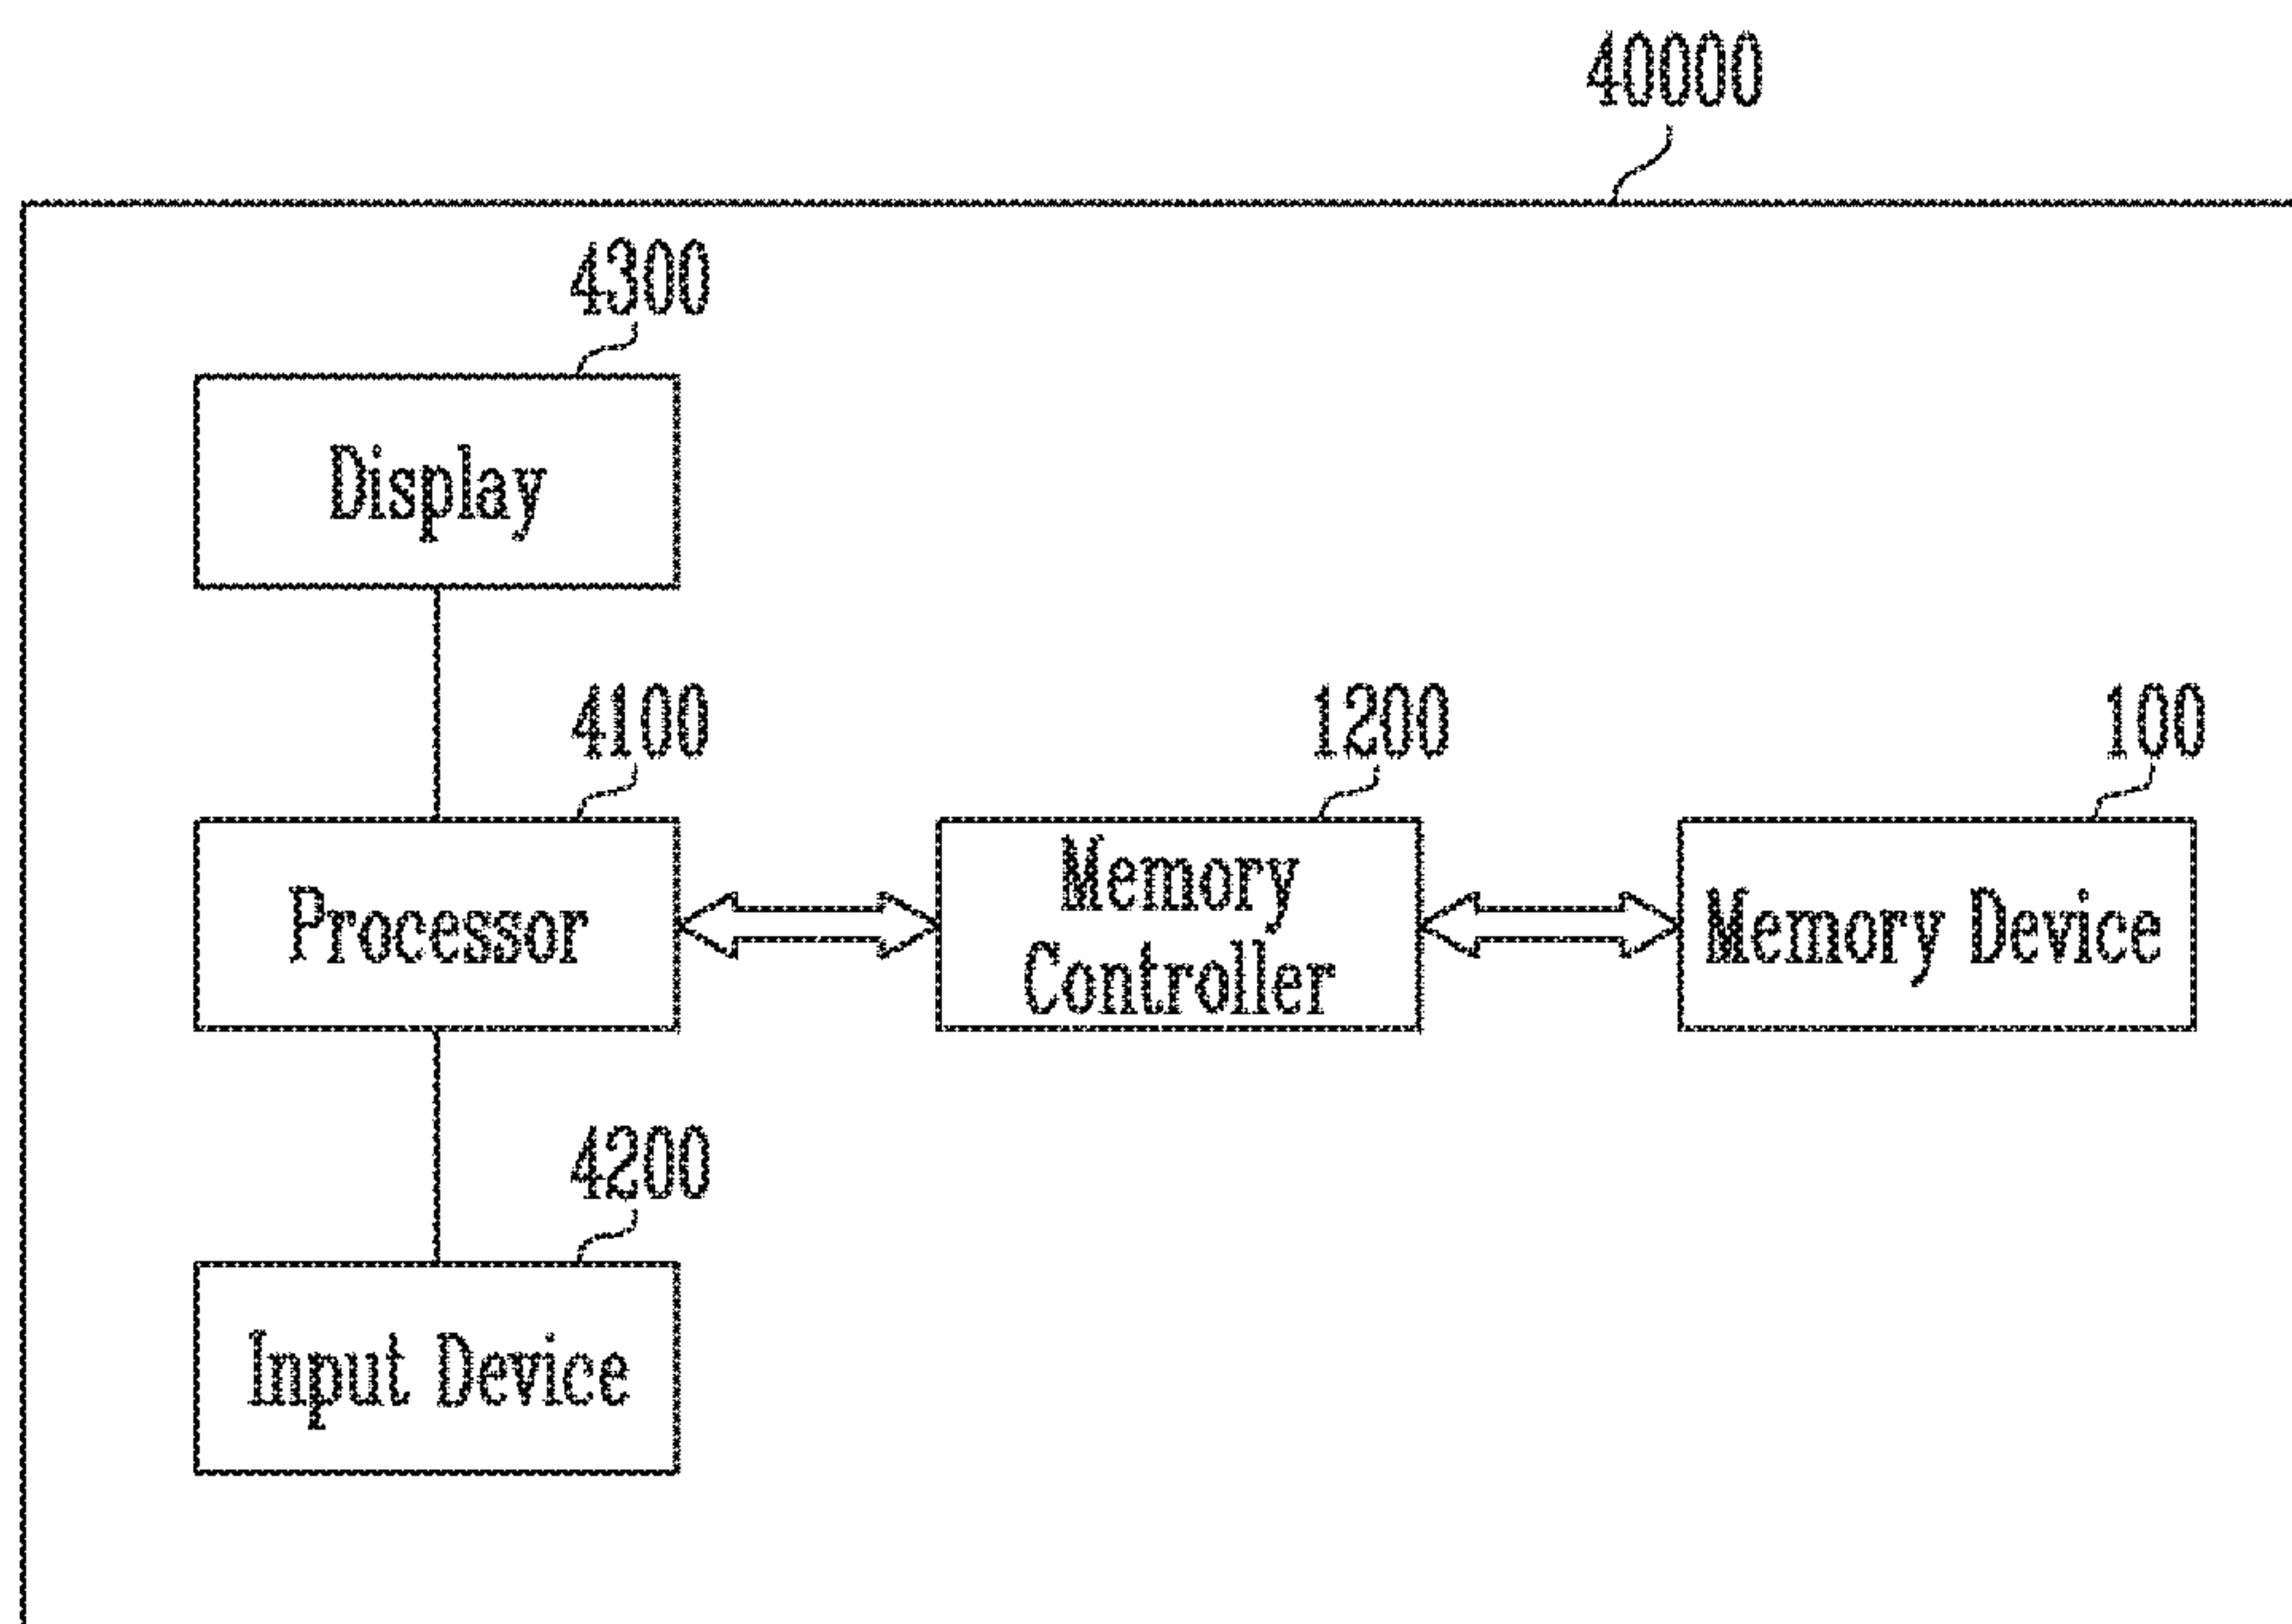 40000
4300
Display
4100
1200
100
Processor
Memory
Controller
Memory Device
4200
Input Device